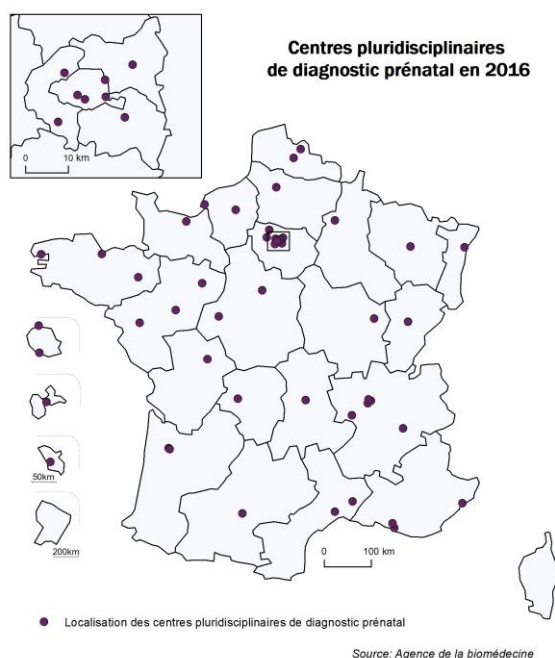 Centres pluridisciplinaires
de diagnostic prénatal en 2016
0 10 km
50km
200km
0 100 km
Localisation des centres pluridisciplinaires de diagnostic prénatal
Source: Agence de la biomédecine